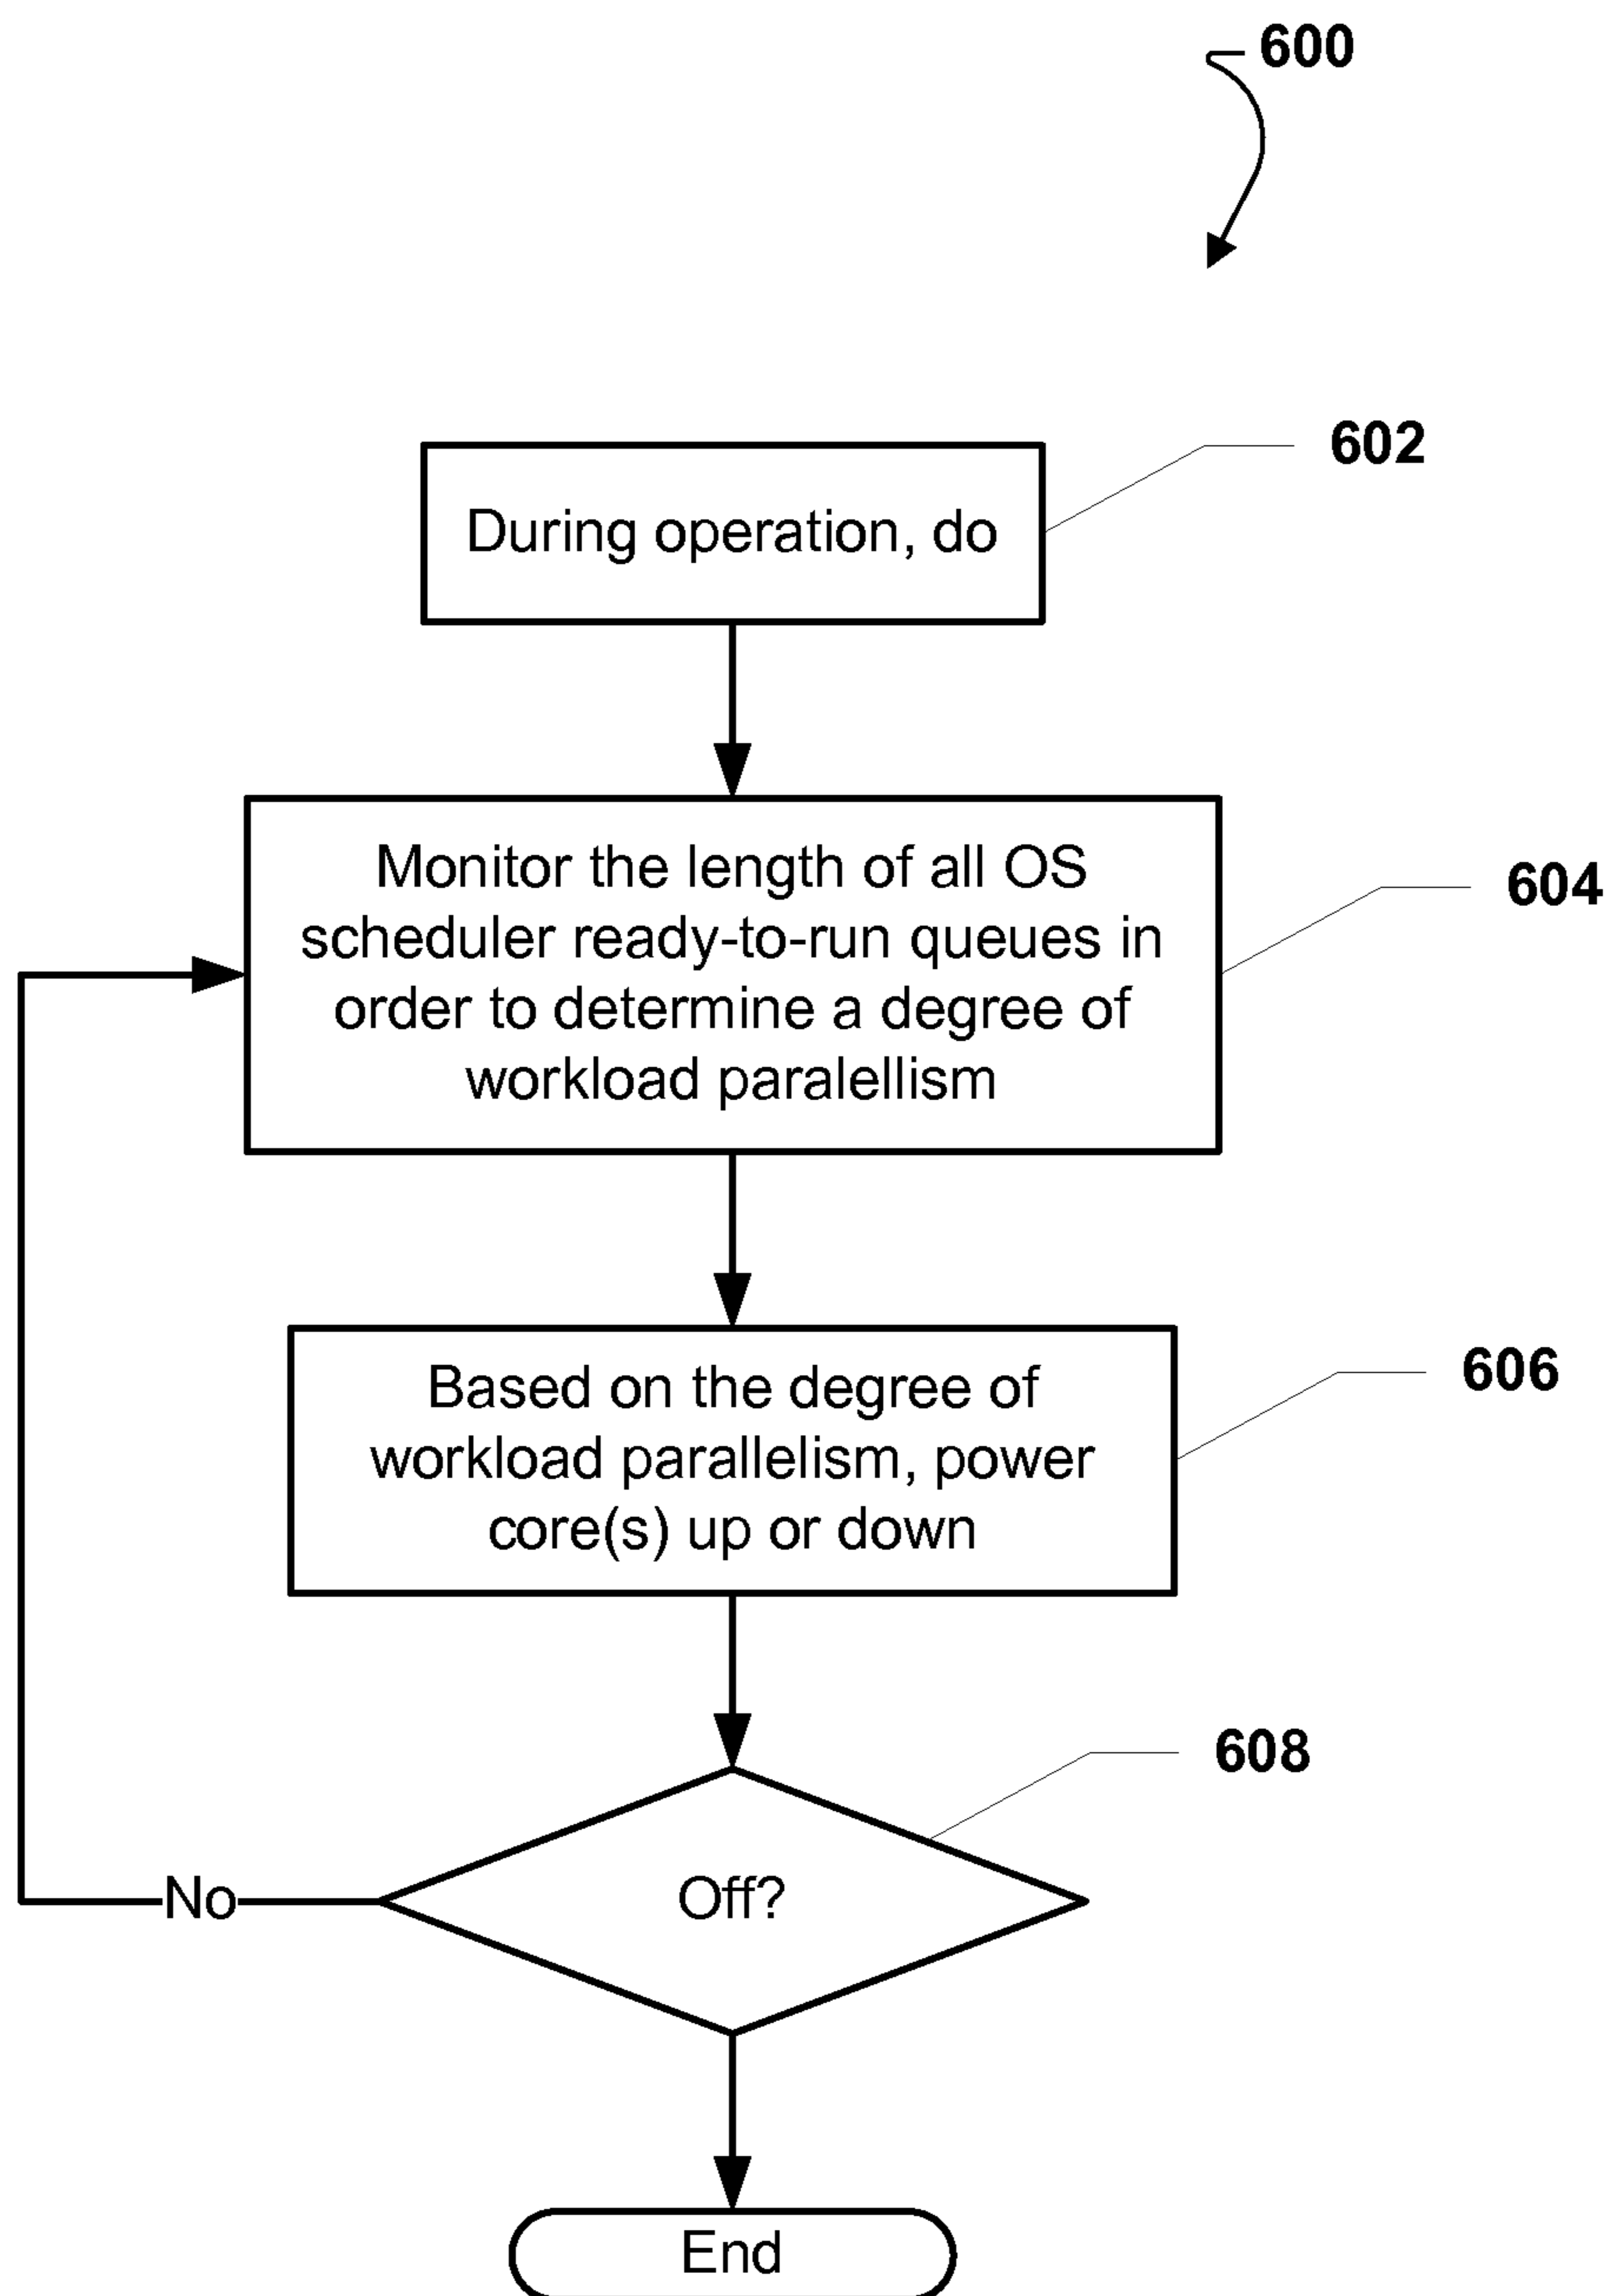 600
602
During operation, do
604
Monitor the length of all OS
scheduler ready-to-run queues in
order to determine a degree of
workload paralellism
606
Based on the degree of
workload parallelism, power
core(s) up or down
608
Off?
No
End